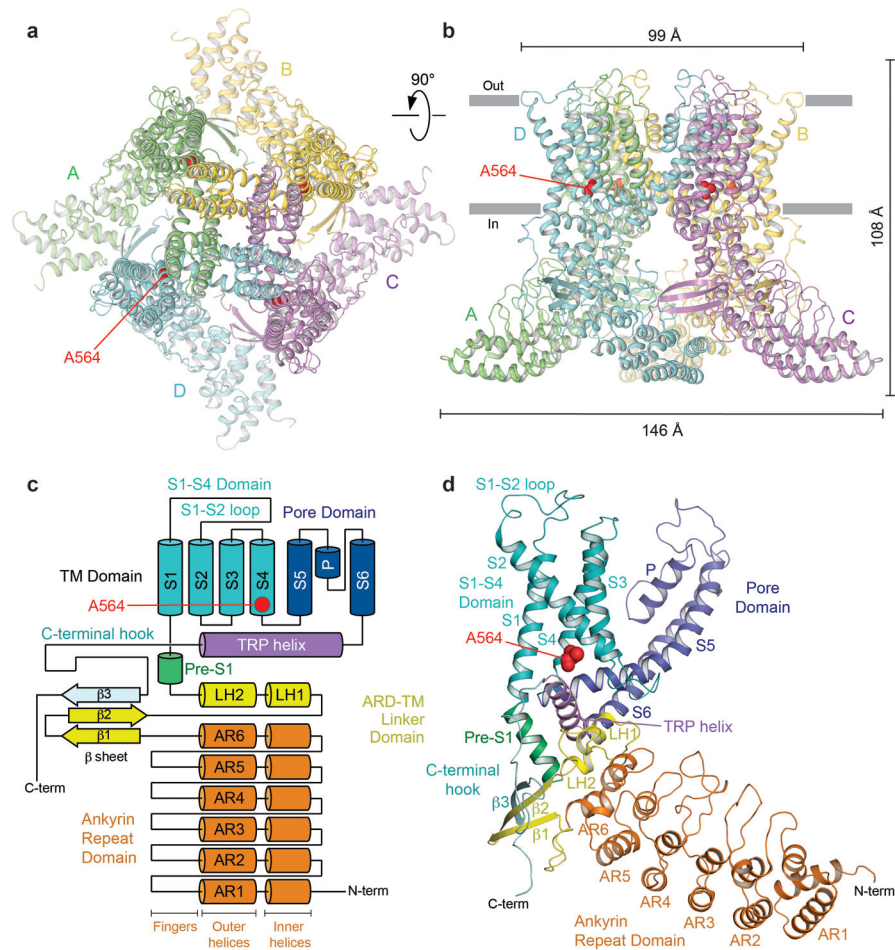 a
B
A
A564
C
D
90°
b
99 Å
Out
D
B
A564
In
108 Å
A
C
146 Å
c
S1-S4 Domain
S1-S2 loop
Pore Domain
TM Domain
S1
S2
S3
S4
S5
P
S6
A564
C-terminal hook
TRP helix
Pre-S1
β3
β2
β1
β sheet
C-term
LH2
LH1
ARD-TM
Linker
Domain
AR6
AR5
AR4
AR3
AR2
AR1
Ankyrin
Repeat
Domain
N-term
Fingers
Outer
helices
Inner
helices
d
S1-S2 loop
S2
S3
S1-S4
Domain
S1
A564
S4
P
Pore
Domain
S5
S6
TRP helix
Pre-S1
LH1
LH2
C-terminal
hook
β3
β2
β1
AR6
AR5
AR4
AR3
AR2
AR1
C-term
N-term
Ankyrin
Repeat Domain